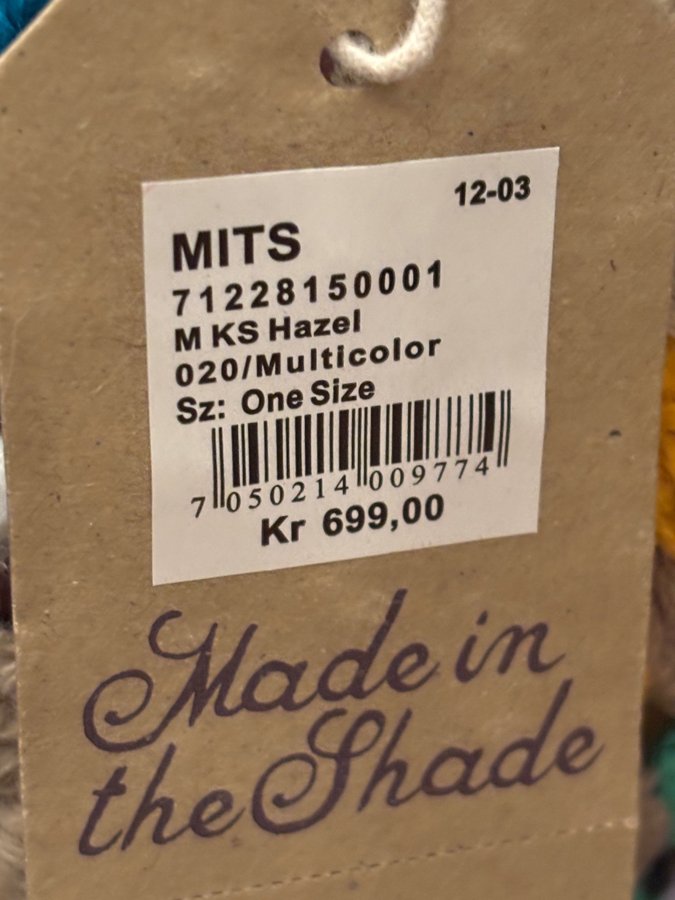 12-03
MITS
71228150001
M KS Hazel
020/Multicolor
Sz: One Size
7 050214 009774
Kr 699,00
Made in
the Shade